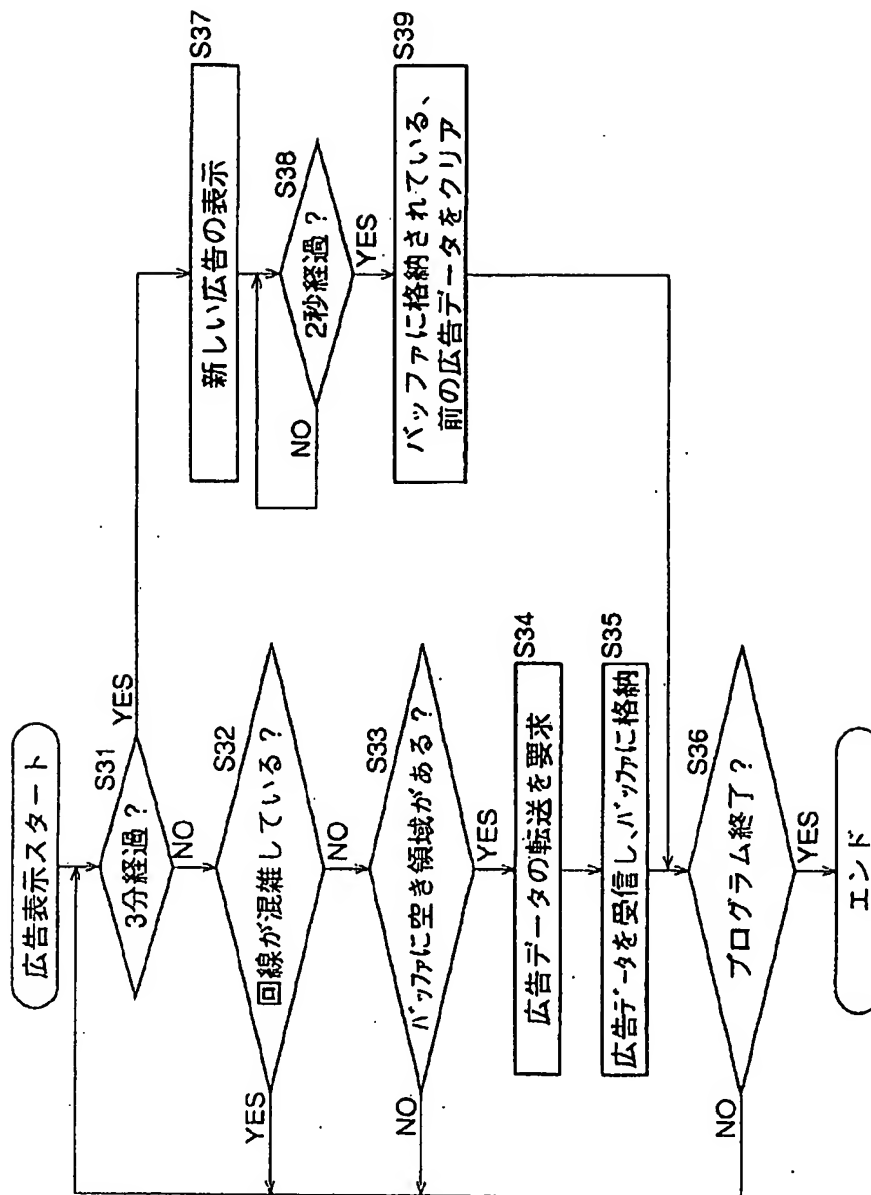 広告表示スタート
S31
3分経過？
YES
NO
S32
回線が混雑している？
YES
NO
S33
バッファに空き領域がある？
NO
YES
S34
広告データの転送を要求
S35
広告データを受信し、バッファに格納
S36
プログラム終了？
NO
YES
エンド
S37
新しい広告の表示
S38
2秒経過？
NO
YES
S39
バッファに格納されている、
前の広告データをクリア